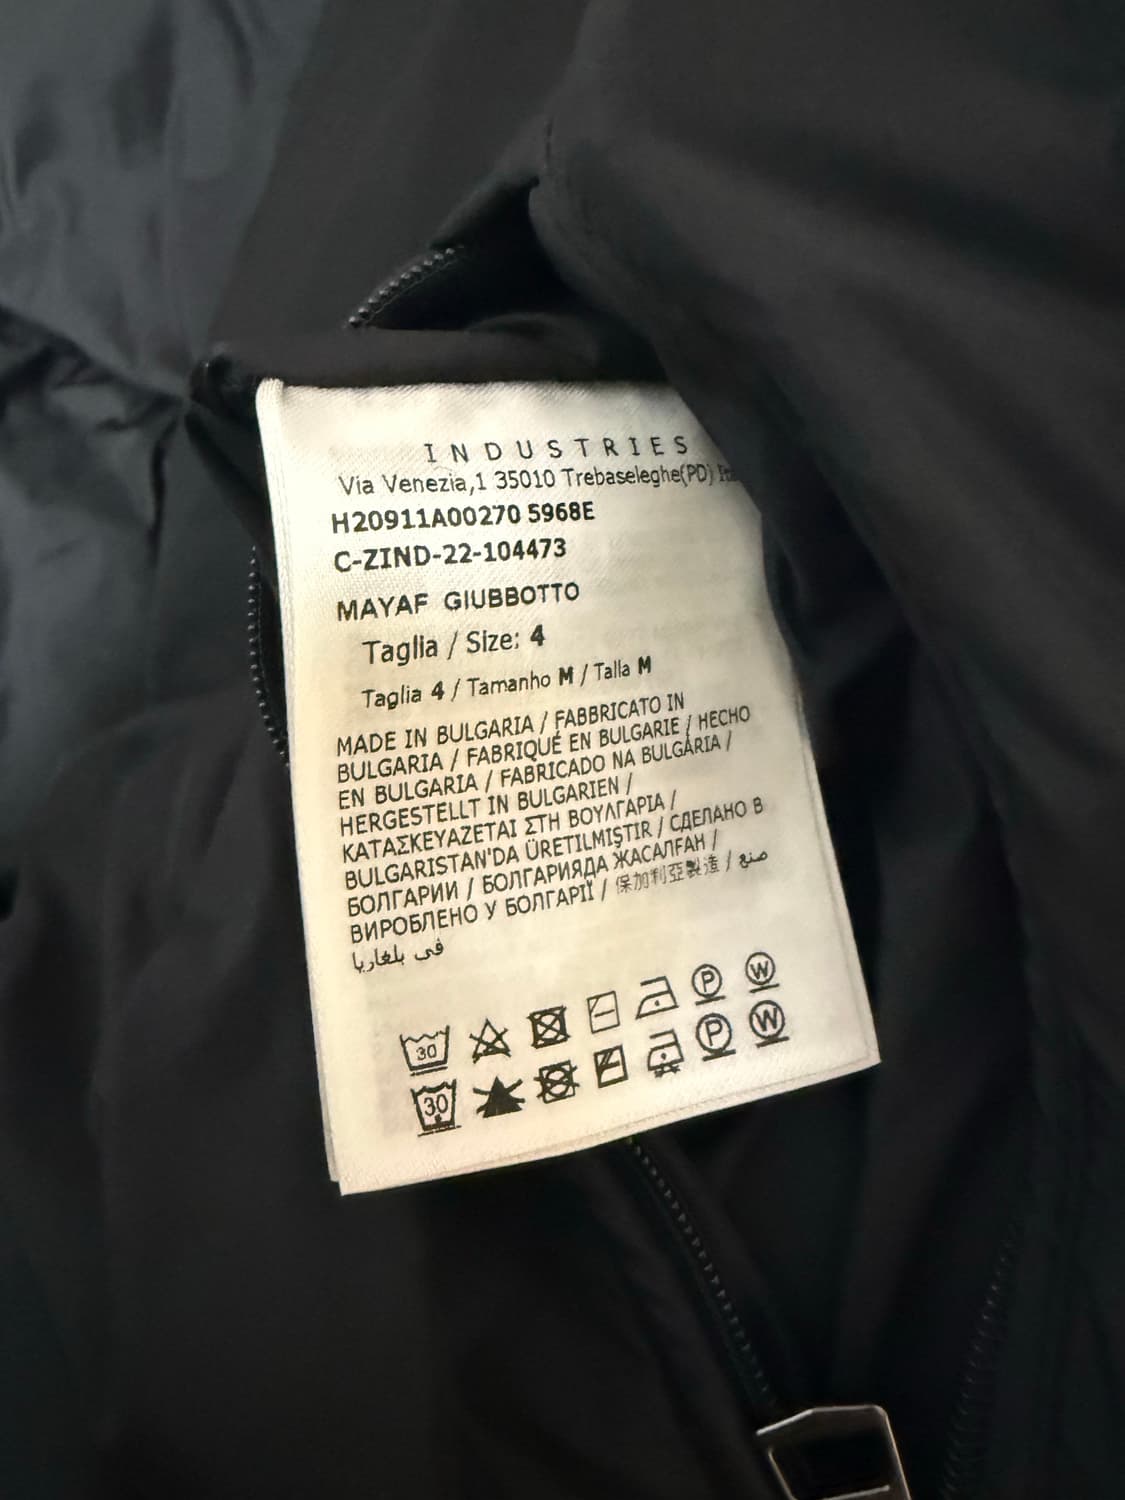 INDUSTRIES
Via Venezia,1 35010 Trebaseleghe(PD)
H20911A00270 5968E
C-ZIND-22-104473
MAYAF GIUBBOTTO
Taglia / Size: 4
Taglia 4 / Tamanho M / Talla M
MADE IN BULGARIA / FABBRICATO IN
BULGARIA / FABRIQUÉ EN BULGARIE / HECHO
EN BULGARIA / FABRICADO NA BULGÁRIA /
HERGESTELLT IN BULGARIEN /
ΚΑΤΑΣΚΕΥΑΖΕΤΑΙ ΣΤΗ ΒΟΥΛΓΑΡΙΑ /
BULGARISTAN'DA ÜRETILMIŞTIR / СДЕЛАНО В
БОЛГАРИИ / БОЛГАРИЯДА ЖАСАЛҒАН /
ВИРОБЛЕНО У БОЛГАРІЇ / 保加利亞製造 / صنع
في بلغاريا
30 P W
30 P W